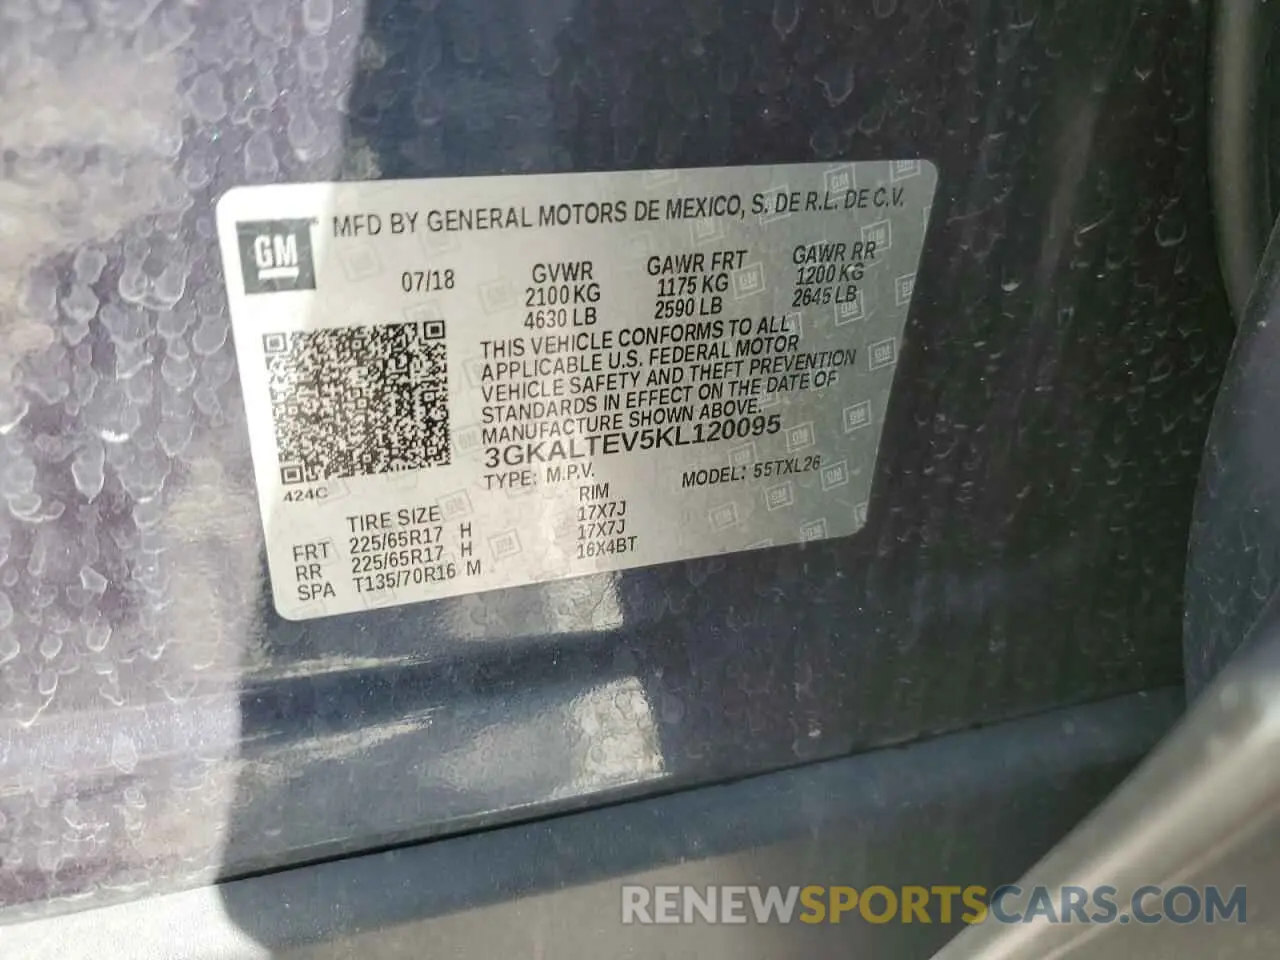 GM
MFD BY GENERAL MOTORS DE MEXICO, S. DE R.L. DE C.V.
07/18
GVWR
2100 KG
4630 LB
GAWR FRT
1175 KG
2590 LB
GAWR RR
1200 KG
2645 LB
THIS VEHICLE CONFORMS TO ALL
APPLICABLE U.S. FEDERAL MOTOR
VEHICLE SAFETY AND THEFT PREVENTION
STANDARDS IN EFFECT ON THE DATE OF
MANUFACTURE SHOWN ABOVE.
3GKALTEV5KL120095
TYPE: M.P.V. MODEL: 55TXL26
424C
TIRE SIZE RIM
FRT 225/65R17 H 17X7J
RR 225/65R17 H 17X7J
SPA T135/70R16 M 16X4BT
RENEWSPORTSCARS.COM